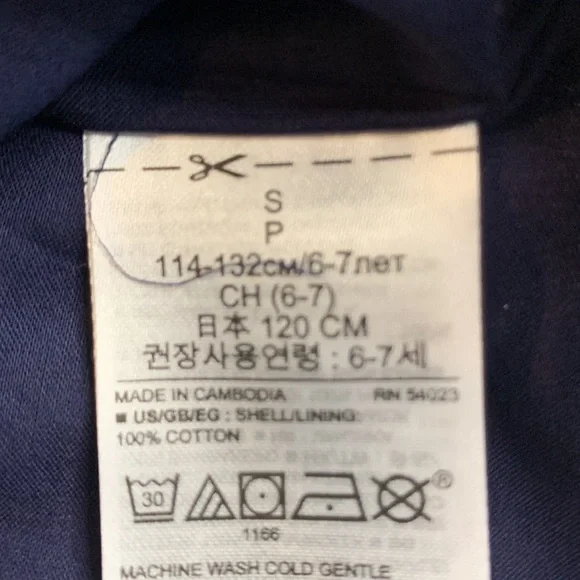 S
P
114-132см/6-7лет
CH (6-7)
日本 120 CM
권장사용연령 : 6-7세
MADE IN CAMBODIA RN 54023
■ US/GB/EG : SHELL/LINING:
100% COTTON
30
®
1166
MACHINE WASH COLD GENTLE